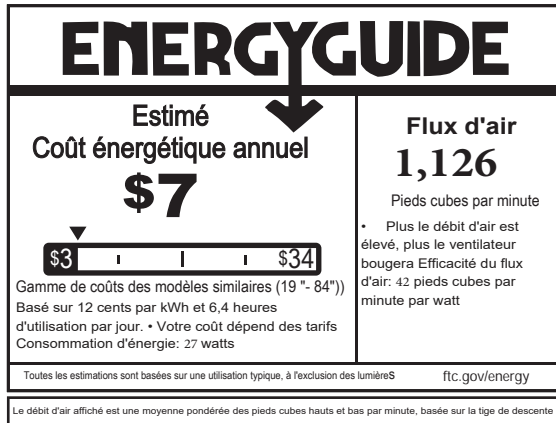 ENERGYGUIDE
Estimé
Coût énergétique annuel
$7
$3
$34
Gamme de coûts des modèles similaires (19 "- 84"))
Basé sur 12 cents par kWh et 6,4 heures
d'utilisation par jour. • Votre coût dépend des tarifs
Consommation d'énergie: 27 watts
Flux d'air
1,126
Pieds cubes par minute
• Plus le débit d'air est
élevé, plus le ventilateur
bougera Efficacité du flux
d'air: 42 pieds cubes par
minute par watt
Toutes les estimations sont basées sur une utilisation typique, à l'exclusion des lumièreS
ftc.gov/energy
Le débit d'air affiché est une moyenne pondérée des pieds cubes hauts et bas par minute, basée sur la tige de descente